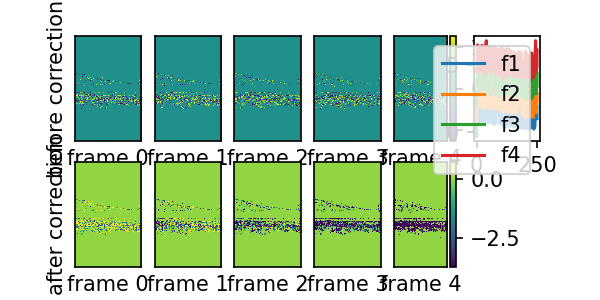 before correction
frame 0
frame 1
frame 2
frame 3
frame 4
f1
f2
f3
f4
0
250
after correction
frame 0
frame 1
frame 2
frame 3
frame 4
0.0
−2.5